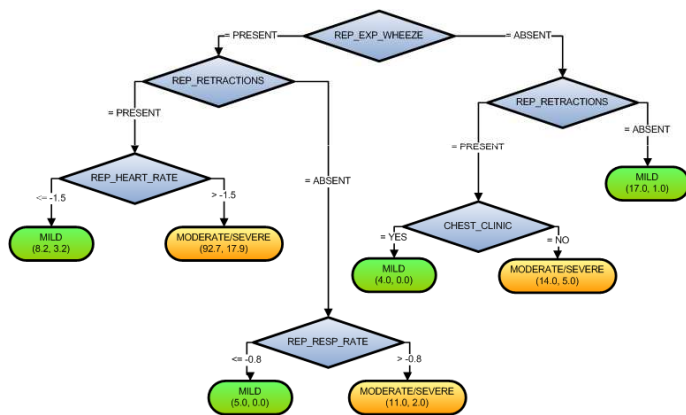 = PRESENT
REP_EXP_WHEEZE
= ABSENT
REP_RETRACTIONS
REP_RETRACTIONS
= PRESENT
= ABSENT
= PRESENT
REP_HEART_RATE
= ABSENT
MILD
(17.0, 1.0)
<= -1.5
> -1.5
CHEST_CLINIC
MILD
(8.2, 3.2)
MODERATE/SEVERE
(92.7, 17.9)
= YES
= NO
MILD
(4.0, 0.0)
MODERATE/SEVERE
(14.0, 5.0)
REP_RESP_RATE
<= -0.8
> -0.8
MILD
(5.0, 0.0)
MODERATE/SEVERE
(11.0, 2.0)